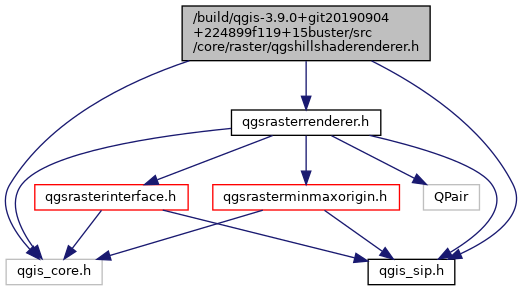 /build/qgis-3.9.0+git20190904
+224899f119+15buster/src
/core/raster/qgshillshaderenderer.h
qgsrasterrenderer.h
qgsrasterinterface.h
qgsrasterminmaxorigin.h
QPair
qgis_core.h
qgis_sip.h